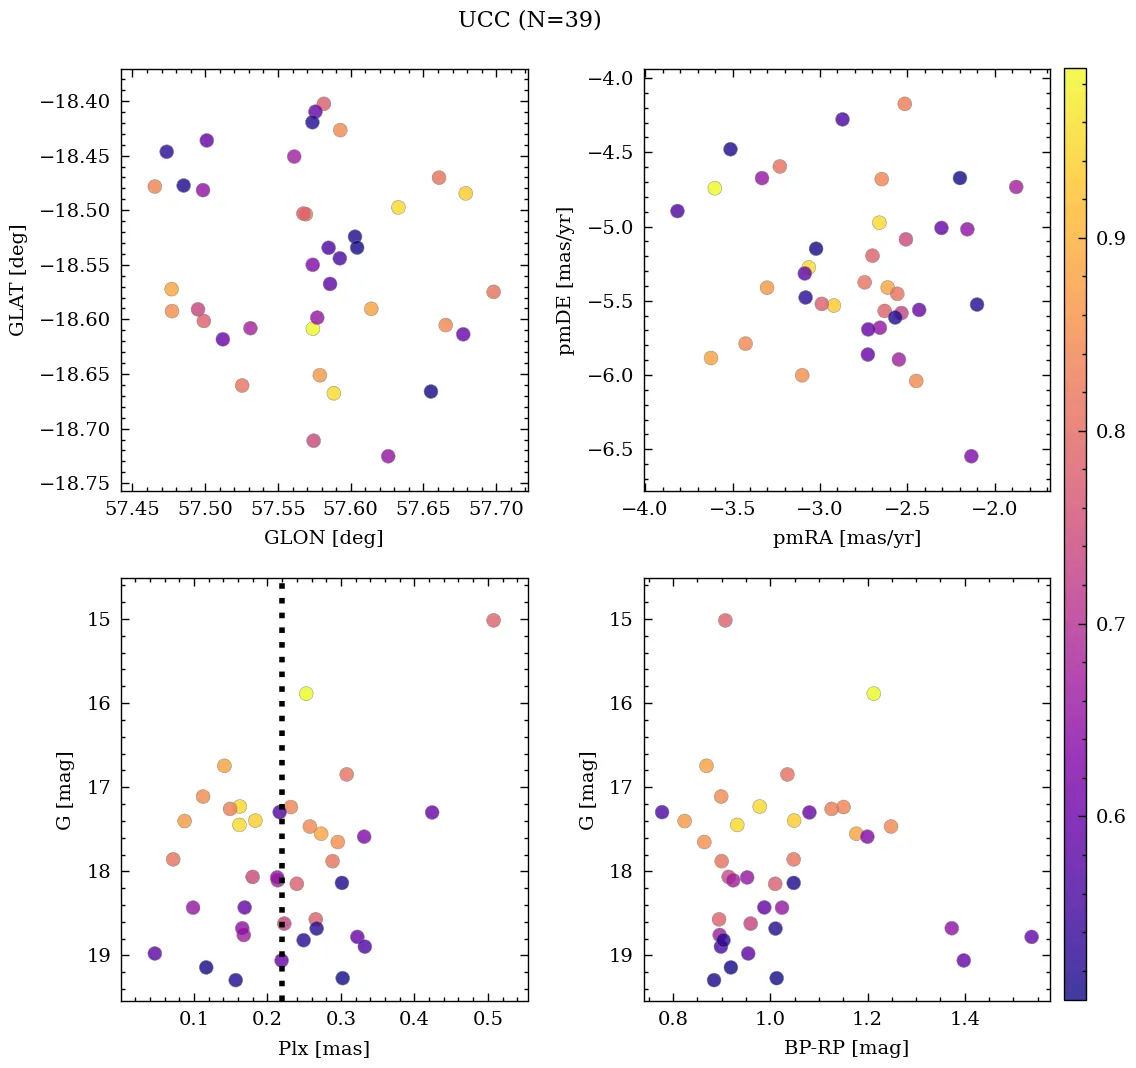 UCC (N=39)
−18.40
−18.45
−18.50
−18.55
−18.60
−18.65
−18.70
−18.75
GLAT [deg]
57.45 57.50 57.55 57.60 57.65 57.70
GLON [deg]
−4.0
−4.5
−5.0
−5.5
−6.0
−6.5
pmDE [mas/yr]
−4.0 −3.5 −3.0 −2.5 −2.0
pmRA [mas/yr]
15
16
17
18
19
G [mag]
0.1 0.2 0.3 0.4 0.5
Plx [mas]
15
16
17
18
19
G [mag]
0.8 1.0 1.2 1.4
BP-RP [mag]
0.9
0.8
0.7
0.6